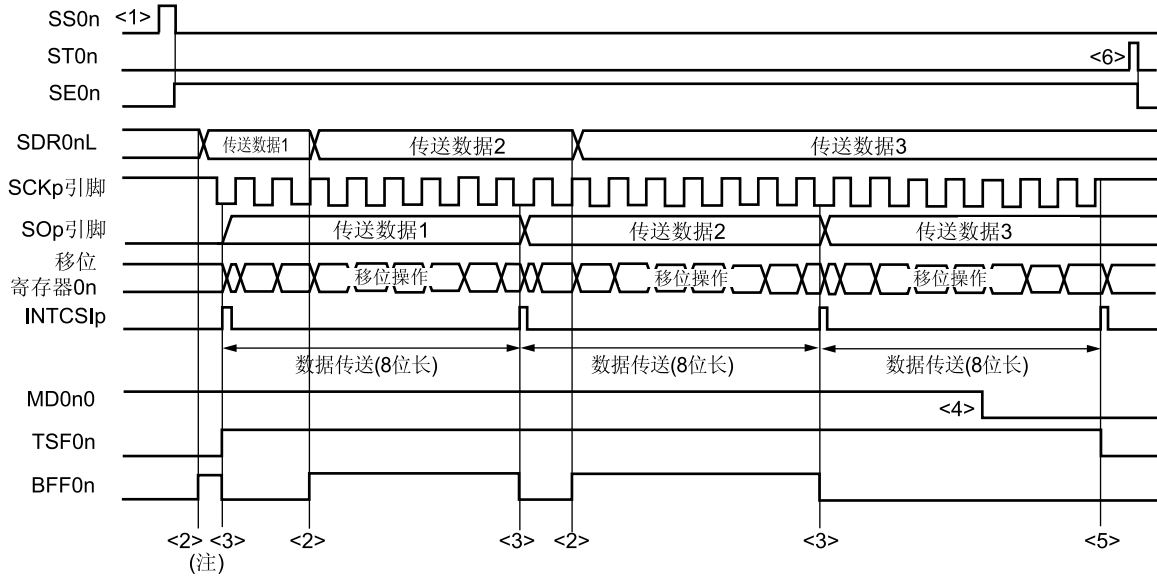 SS0n <1>
ST0n <6>
SE0n
SDR0nL 传送数据1 传送数据2 传送数据3
SCKp引脚
SOp引脚 传送数据1 传送数据2 传送数据3
移位
寄存器0n 移位操作 移位操作 移位操作
INTCSIp
数据传送(8位长) 数据传送(8位长) 数据传送(8位长)
MD0n0 <4>
TSF0n
BFF0n
<2> <3> <2> <3> <2> <3> <5>
(注)